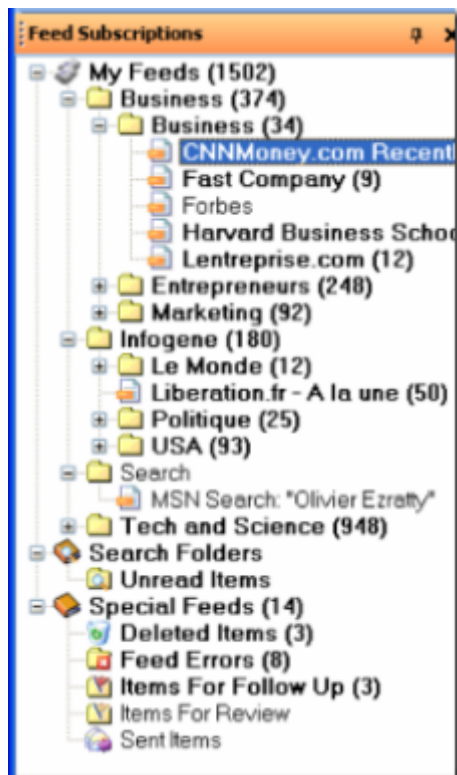 Feed Subscriptions
My Feeds (1502)
Business (374)
Business (34)
CNNMoney.com Recentl
Fast Company (9)
Forbes
Harvard Business Schoo
Lentreprise.com (12)
Entrepreneurs (248)
Marketing (92)
Infogene (180)
Le Monde (12)
Liberation.fr - A la une (50)
Politique (25)
USA (93)
Search
MSN Search: "Olivier Ezratty"
Tech and Science (948)
Search Folders
Unread Items
Special Feeds (14)
Deleted Items (3)
Feed Errors (8)
Items For Follow Up (3)
Items For Review
Sent Items